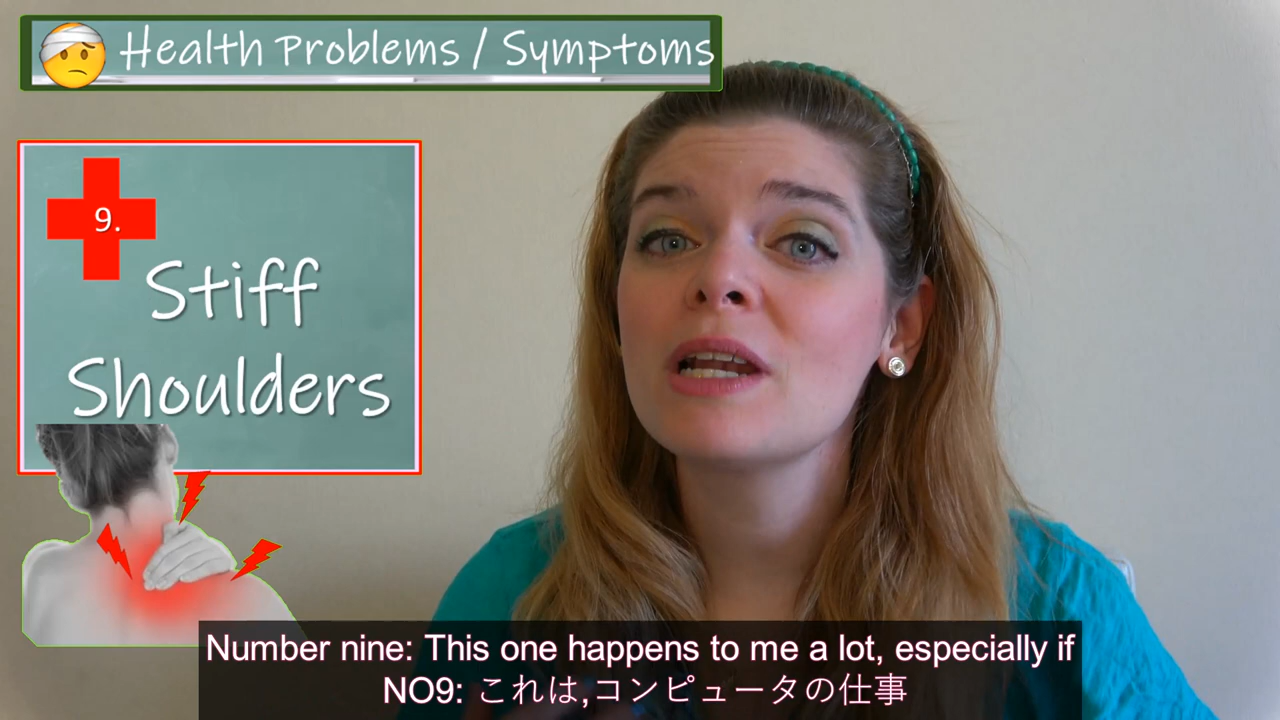 Health Problems / Symptoms
9.
Stiff
Shoulders
Number nine: This one happens to me a lot, especially if
NO9: これは,コンピュータの仕事